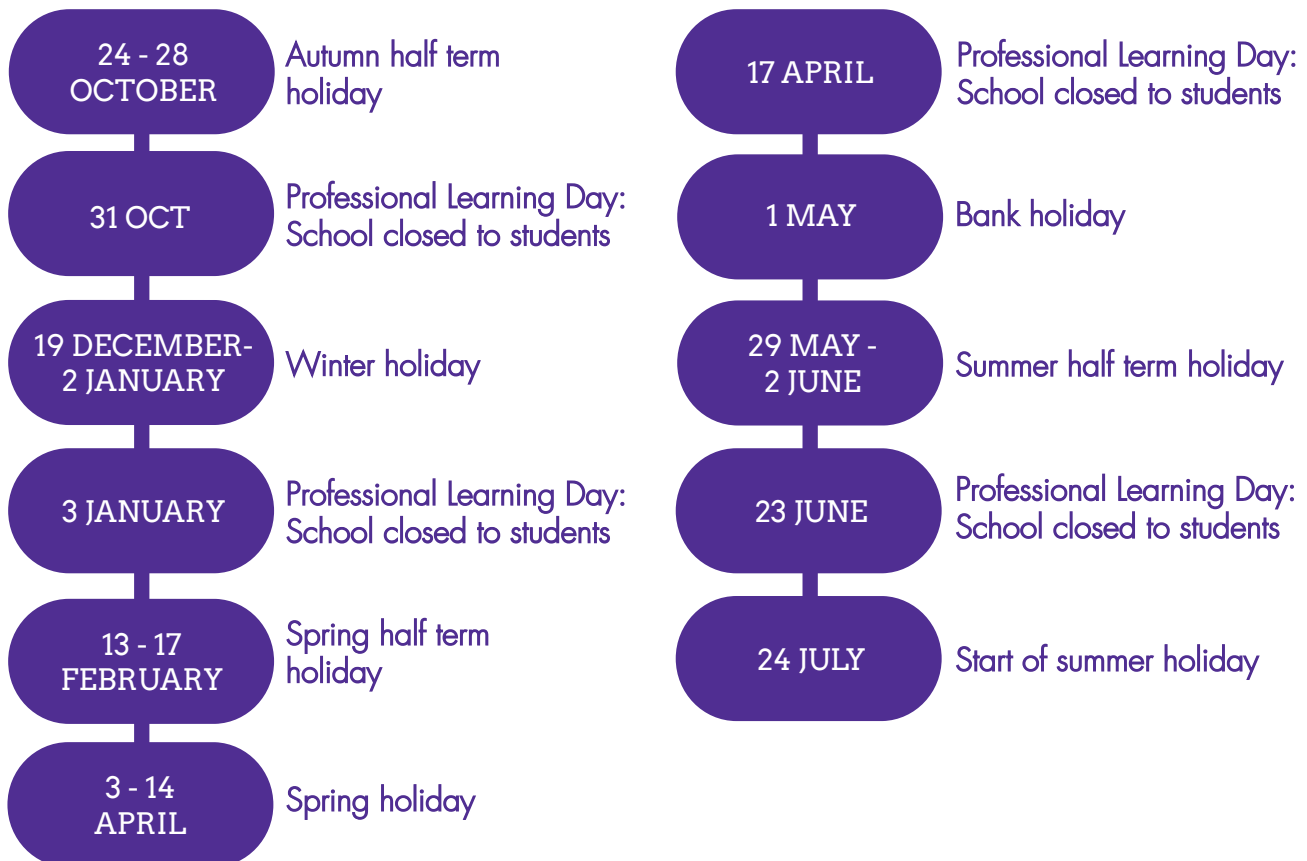 24 - 28
OCTOBER
Autumn half term
holiday
31 OCT
Professional Learning Day:
School closed to students
19 DECEMBER-
2 JANUARY
Winter holiday
3 JANUARY
Professional Learning Day:
School closed to students
13 - 17
FEBRUARY
Spring half term
holiday
3 - 14
APRIL
Spring holiday
17 APRIL
Professional Learning Day:
School closed to students
1 MAY
Bank holiday
29 MAY -
2 JUNE
Summer half term holiday
23 JUNE
Professional Learning Day:
School closed to students
24 JULY
Start of summer holiday